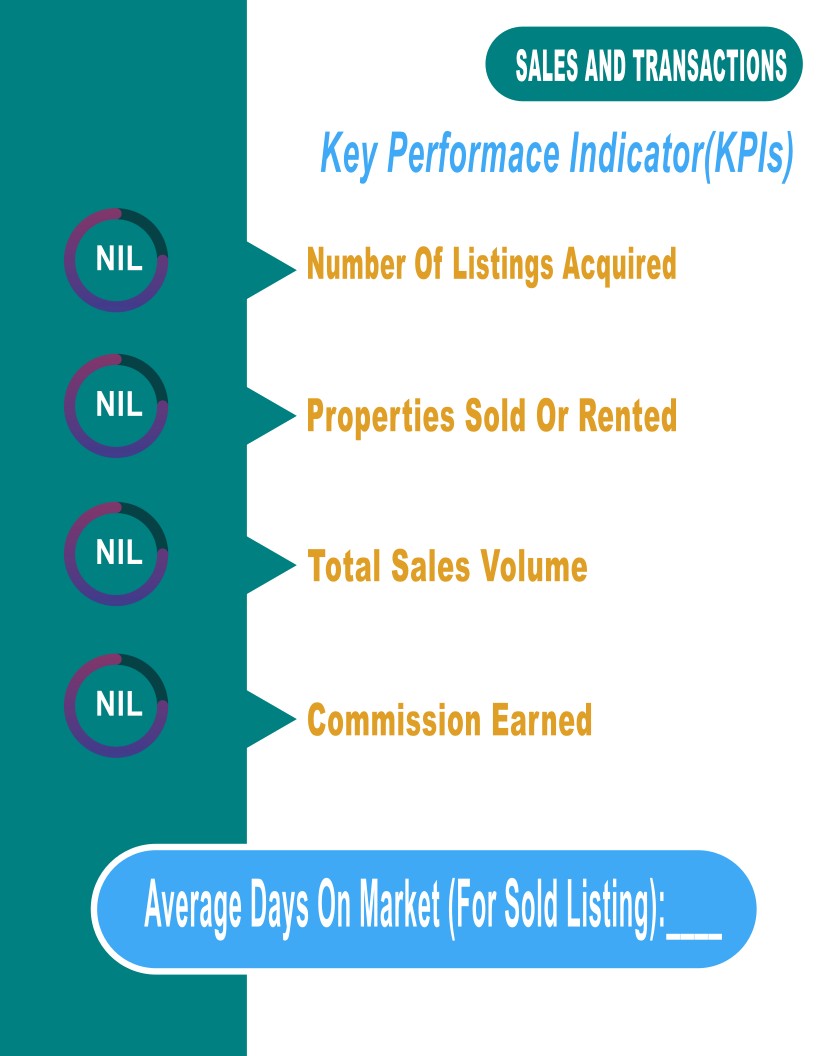 SALES AND TRANSACTIONS
Key Performace Indicator(KPIs)
NIL
Number Of Listings Acquired
NIL
Properties Sold Or Rented
NIL
Total Sales Volume
NIL
Commission Earned
Average Days On Market (For Sold Listing):____